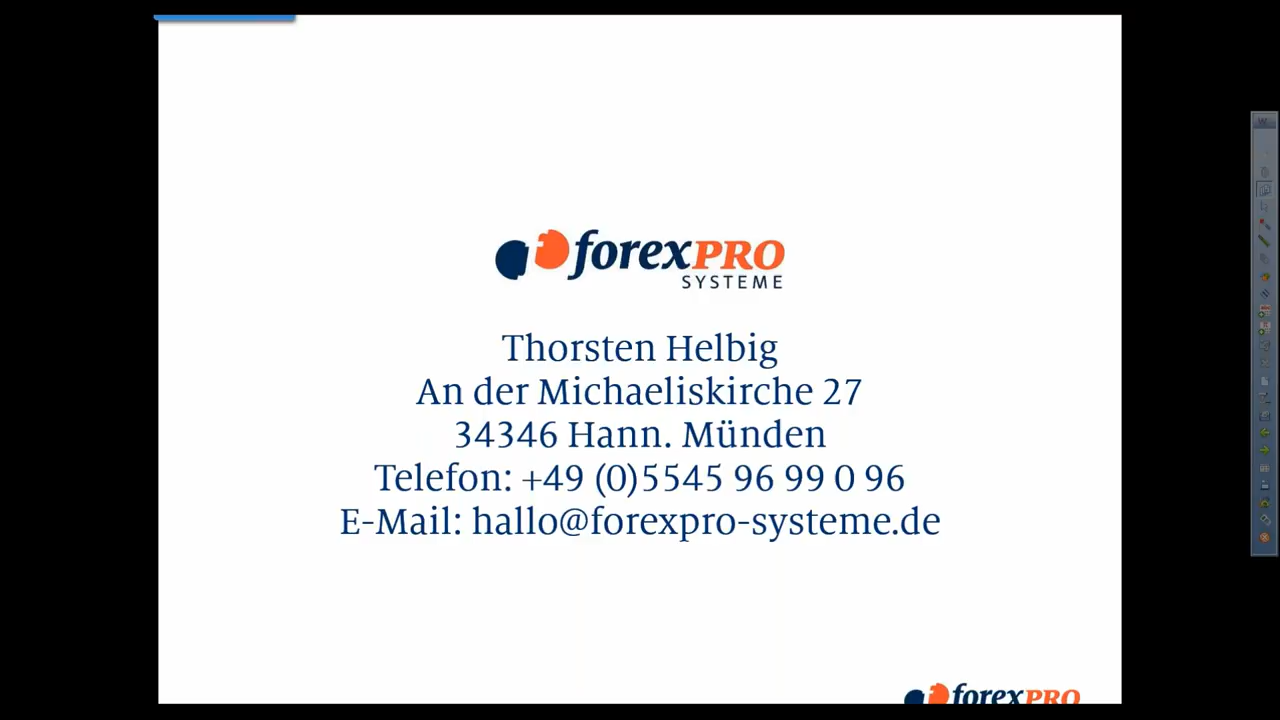 forexPRO
SYSTEME
Thorsten Helbig
An der Michaeliskirche 27
34346 Hann. Münden
Telefon: +49 (0)5545 96 99 0 96
E-Mail: hallo@forexpro-systeme.de
forexPRO